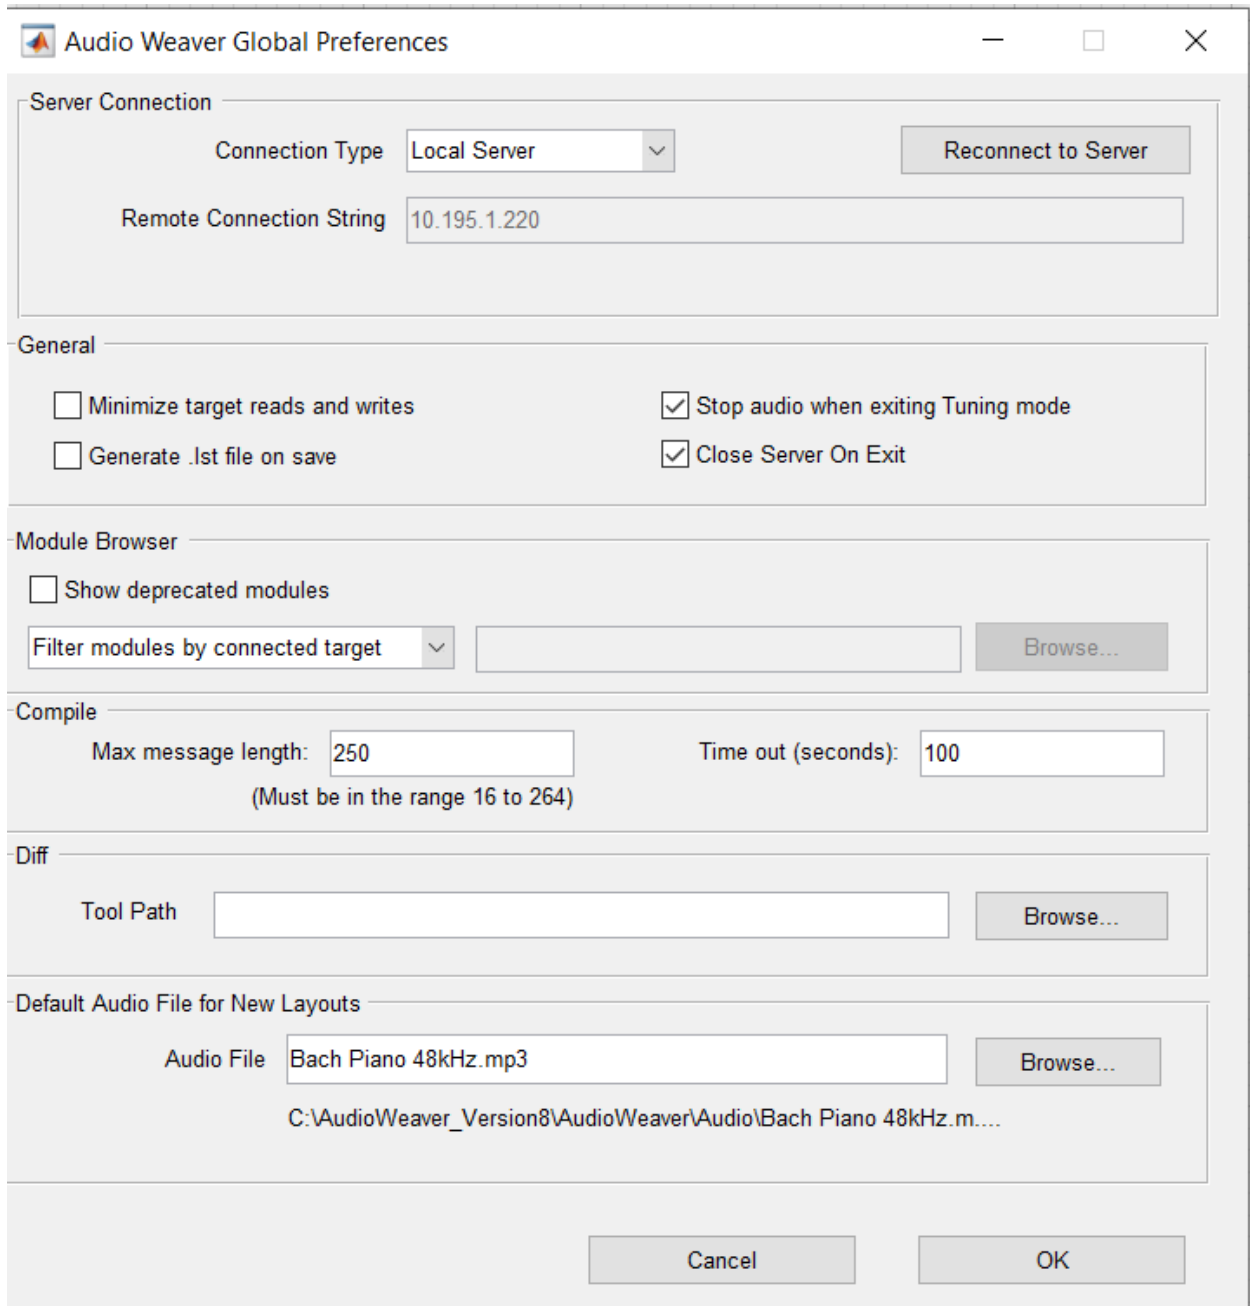 Audio Weaver Global Preferences
Server Connection
Connection Type Local Server Reconnect to Server
Remote Connection String 10.195.1.220
General
Minimize target reads and writes Stop audio when exiting Tuning mode
Generate .lst file on save Close Server On Exit
Module Browser
Show deprecated modules
Filter modules by connected target Browse...
Compile
Max message length: 250 Time out (seconds): 100
(Must be in the range 16 to 264)
Diff
Tool Path Browse...
Default Audio File for New Layouts
Audio File Bach Piano 48kHz.mp3 Browse...
C:\AudioWeaver_Version8\AudioWeaver\Audio\Bach Piano 48kHz.m....
Cancel OK